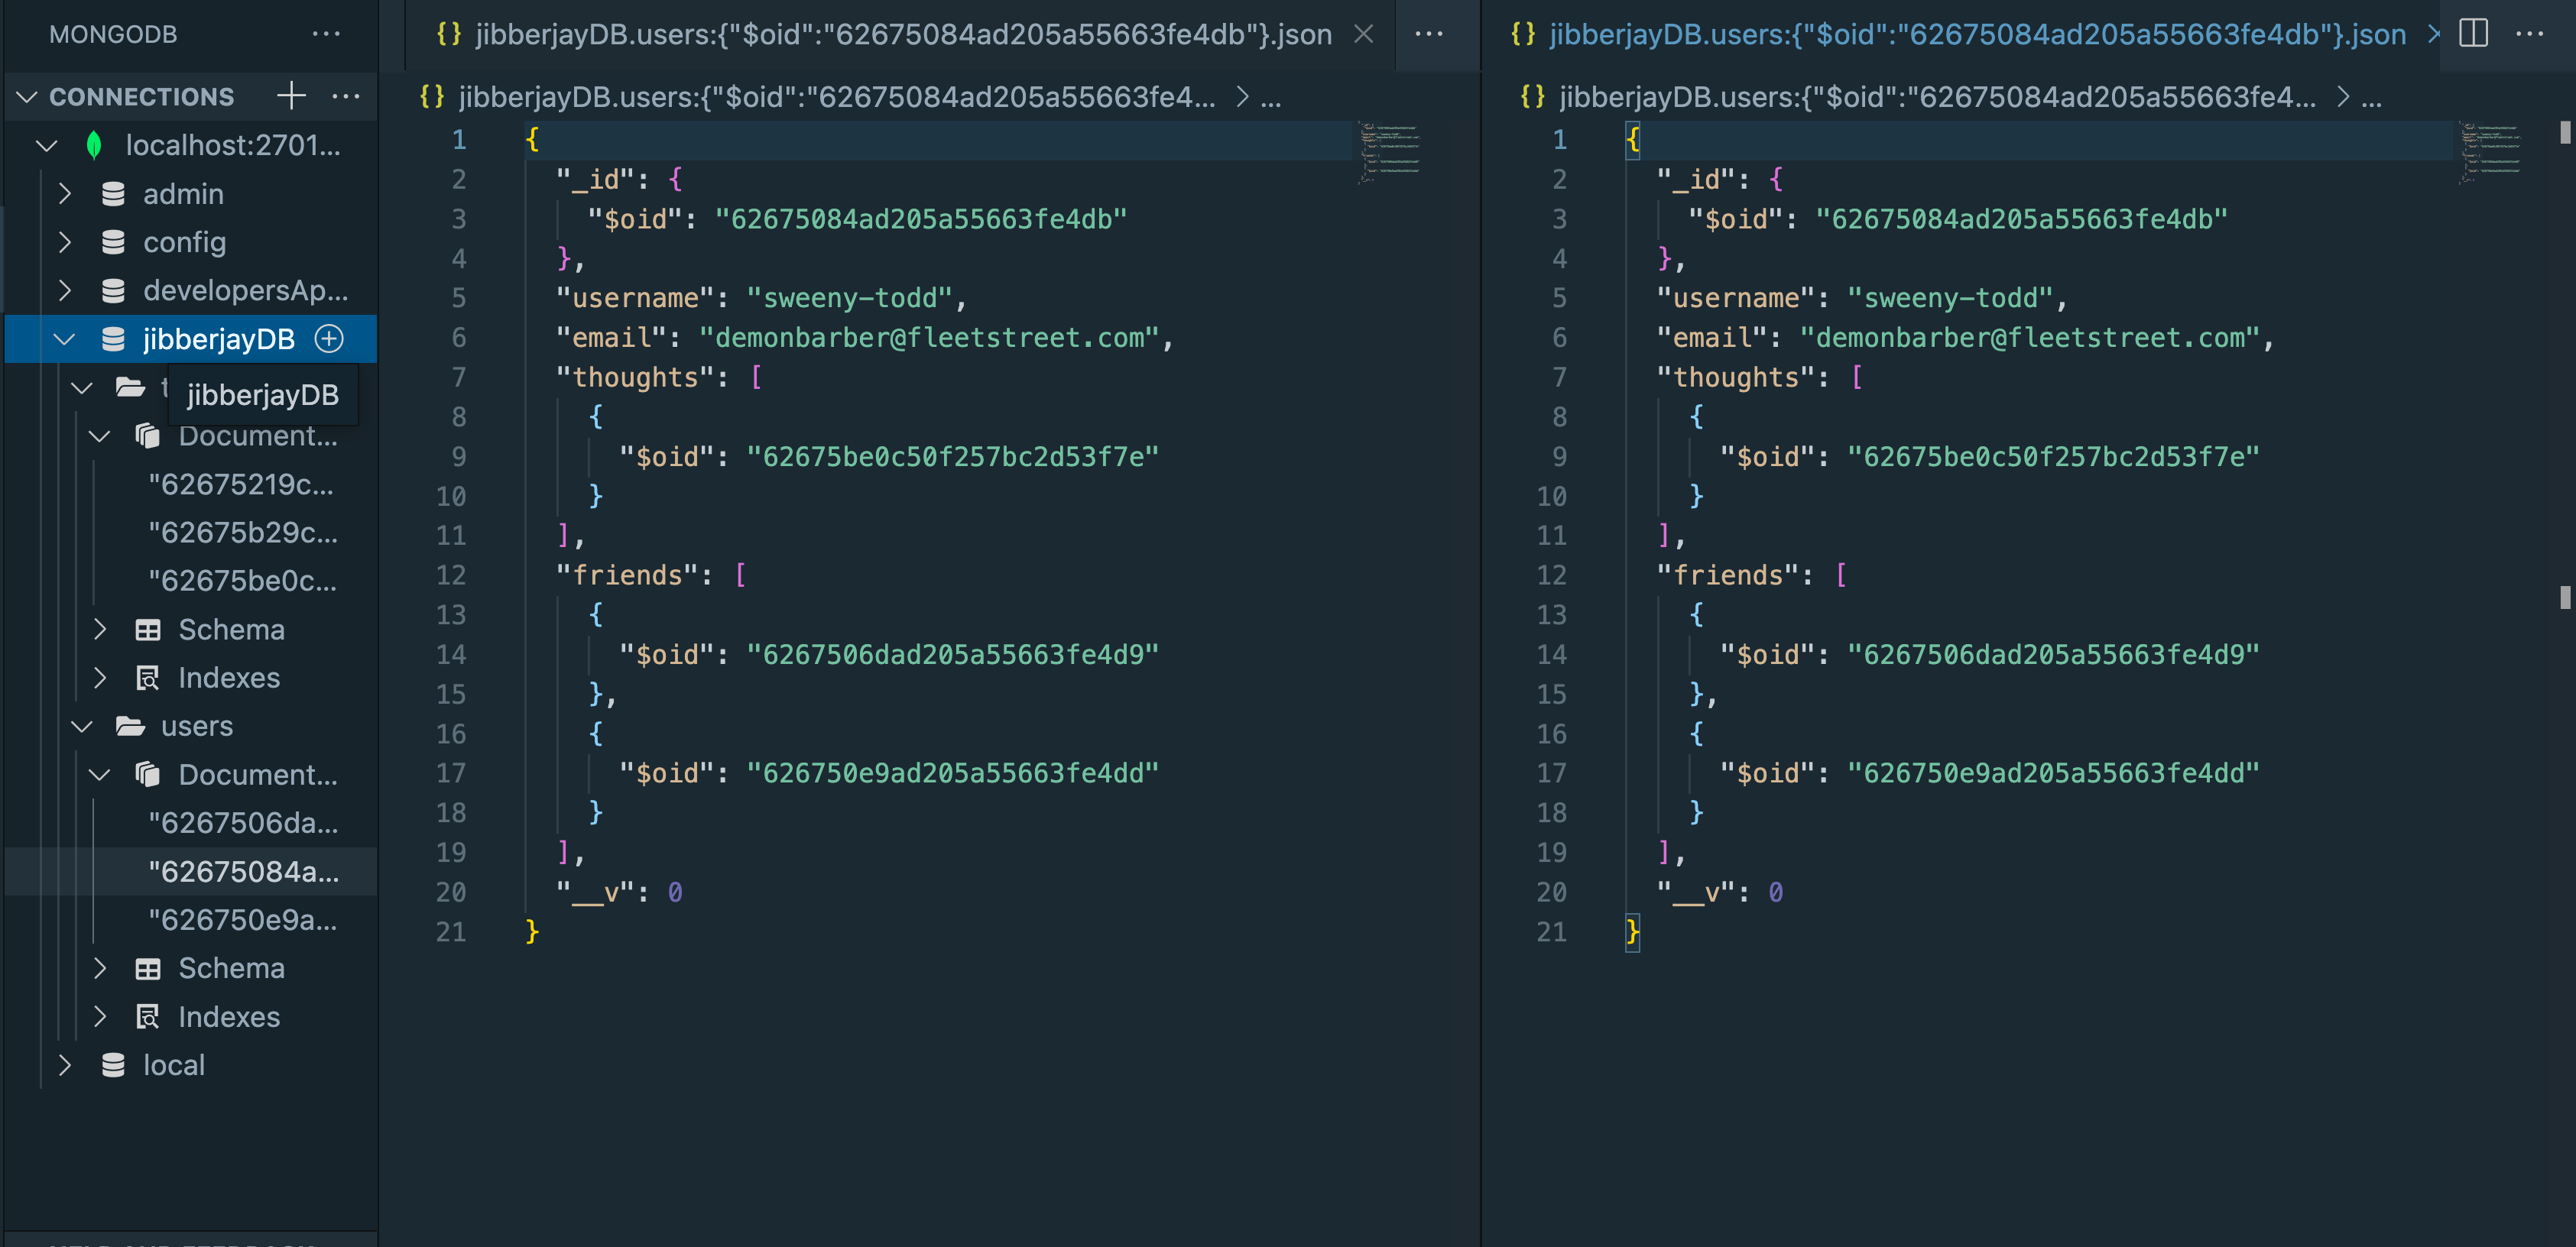 MONGODB
CONNECTIONS
localhost:2701...
admin
config
developersAp...
jibberjayDB
jibberjayDB
Document...
"62675219c...
"62675b29c...
"62675be0c...
Schema
Indexes
users
Document...
"6267506da...
"62675084a...
"626750e9a...
Schema
Indexes
local
{} jibberjayDB.users:{"$oid":"62675084ad205a55663fe4db"}.json
{} jibberjayDB.users:{"$oid":"62675084ad205a55663fe4... > ...
1 {
2 "_id": {
3 "$oid": "62675084ad205a55663fe4db"
4 },
5 "username": "sweeny-todd",
6 "email": "demonbarber@fleetstreet.com",
7 "thoughts": [
8 {
9 "$oid": "62675be0c50f257bc2d53f7e"
10 }
11 ],
12 "friends": [
13 {
14 "$oid": "6267506dad205a55663fe4d9"
15 },
16 {
17 "$oid": "626750e9ad205a55663fe4dd"
18 }
19 ],
20 "__v": 0
21 }
{} jibberjayDB.users:{"$oid":"62675084ad205a55663fe4db"}.json
{} jibberjayDB.users:{"$oid":"62675084ad205a55663fe4... > ...
1 {
2 "_id": {
3 "$oid": "62675084ad205a55663fe4db"
4 },
5 "username": "sweeny-todd",
6 "email": "demonbarber@fleetstreet.com",
7 "thoughts": [
8 {
9 "$oid": "62675be0c50f257bc2d53f7e"
10 }
11 ],
12 "friends": [
13 {
14 "$oid": "6267506dad205a55663fe4d9"
15 },
16 {
17 "$oid": "626750e9ad205a55663fe4dd"
18 }
19 ],
20 "__v": 0
21 }